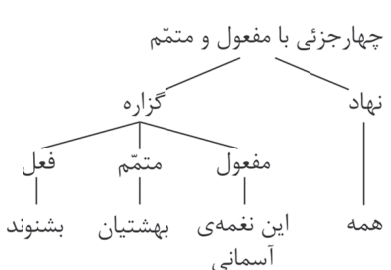 چهارجزئی با مفعول و متمّم
نهاد گزاره
مفعول متمّم فعل
همه این نغمه‌ی آسمانی بهشتیان بشنوند